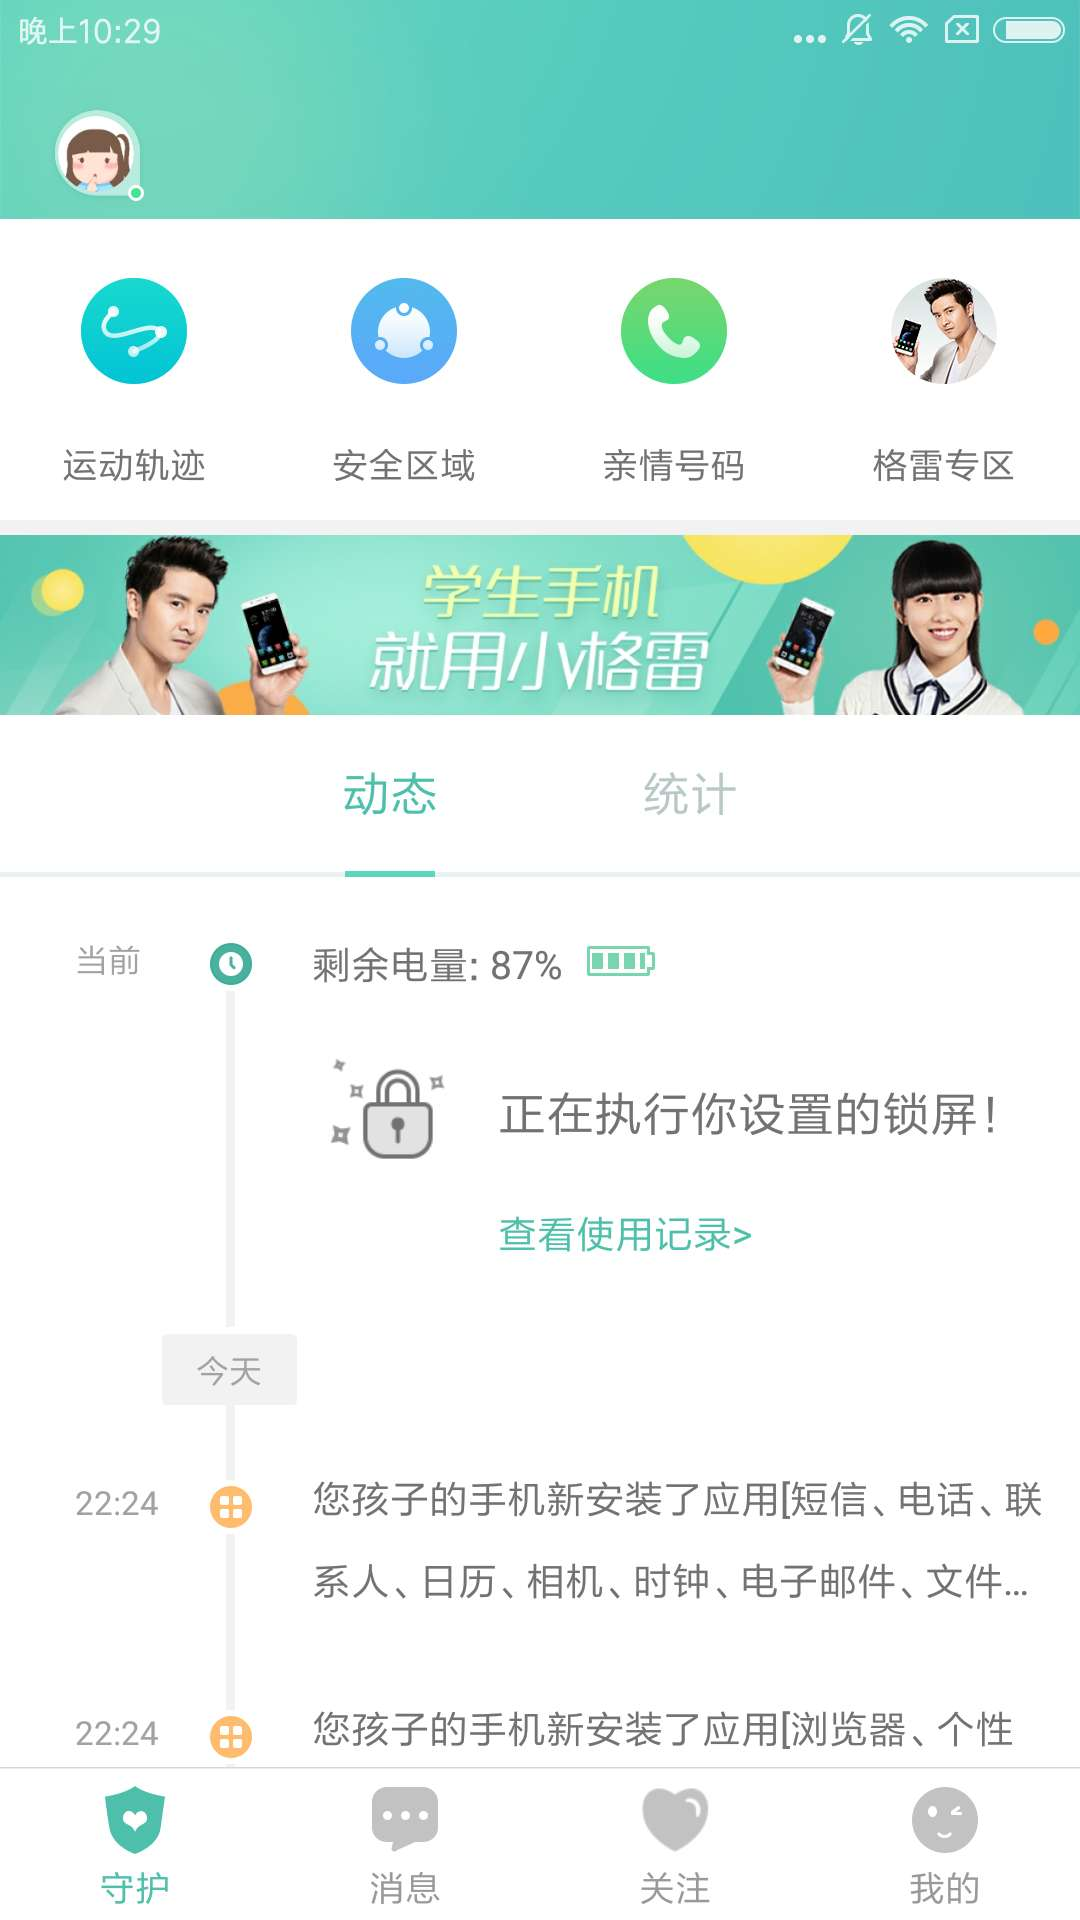 晚上10:29
运动轨迹 安全区域 亲情号码 格雷专区
学生手机
就用小v格雷
动态 统计
当前 剩余电量: 87%
正在执行你设置的锁屏！
查看使用记录>
今天
22:24 您孩子的手机新安装了应用[短信、电话、联
系人、日历、相机、时钟、电子邮件、文件...
22:24 您孩子的手机新安装了应用[浏览器、个性
守护 消息 关注 我的